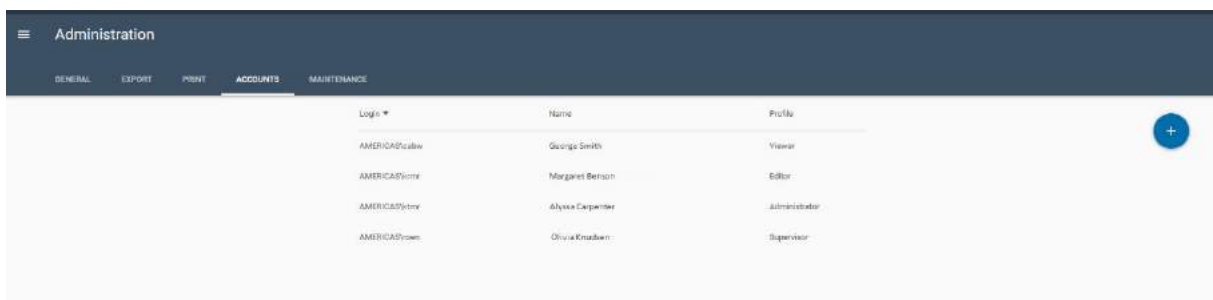 Administration
GENERAL EXPORT PRINT ACCOUNTS MAINTENANCE
Login Name Profile
George Smith Viewer
Margaret Benson Editor
Alyssa Carpenter Administrator
Olivia Knudsen Supervisor